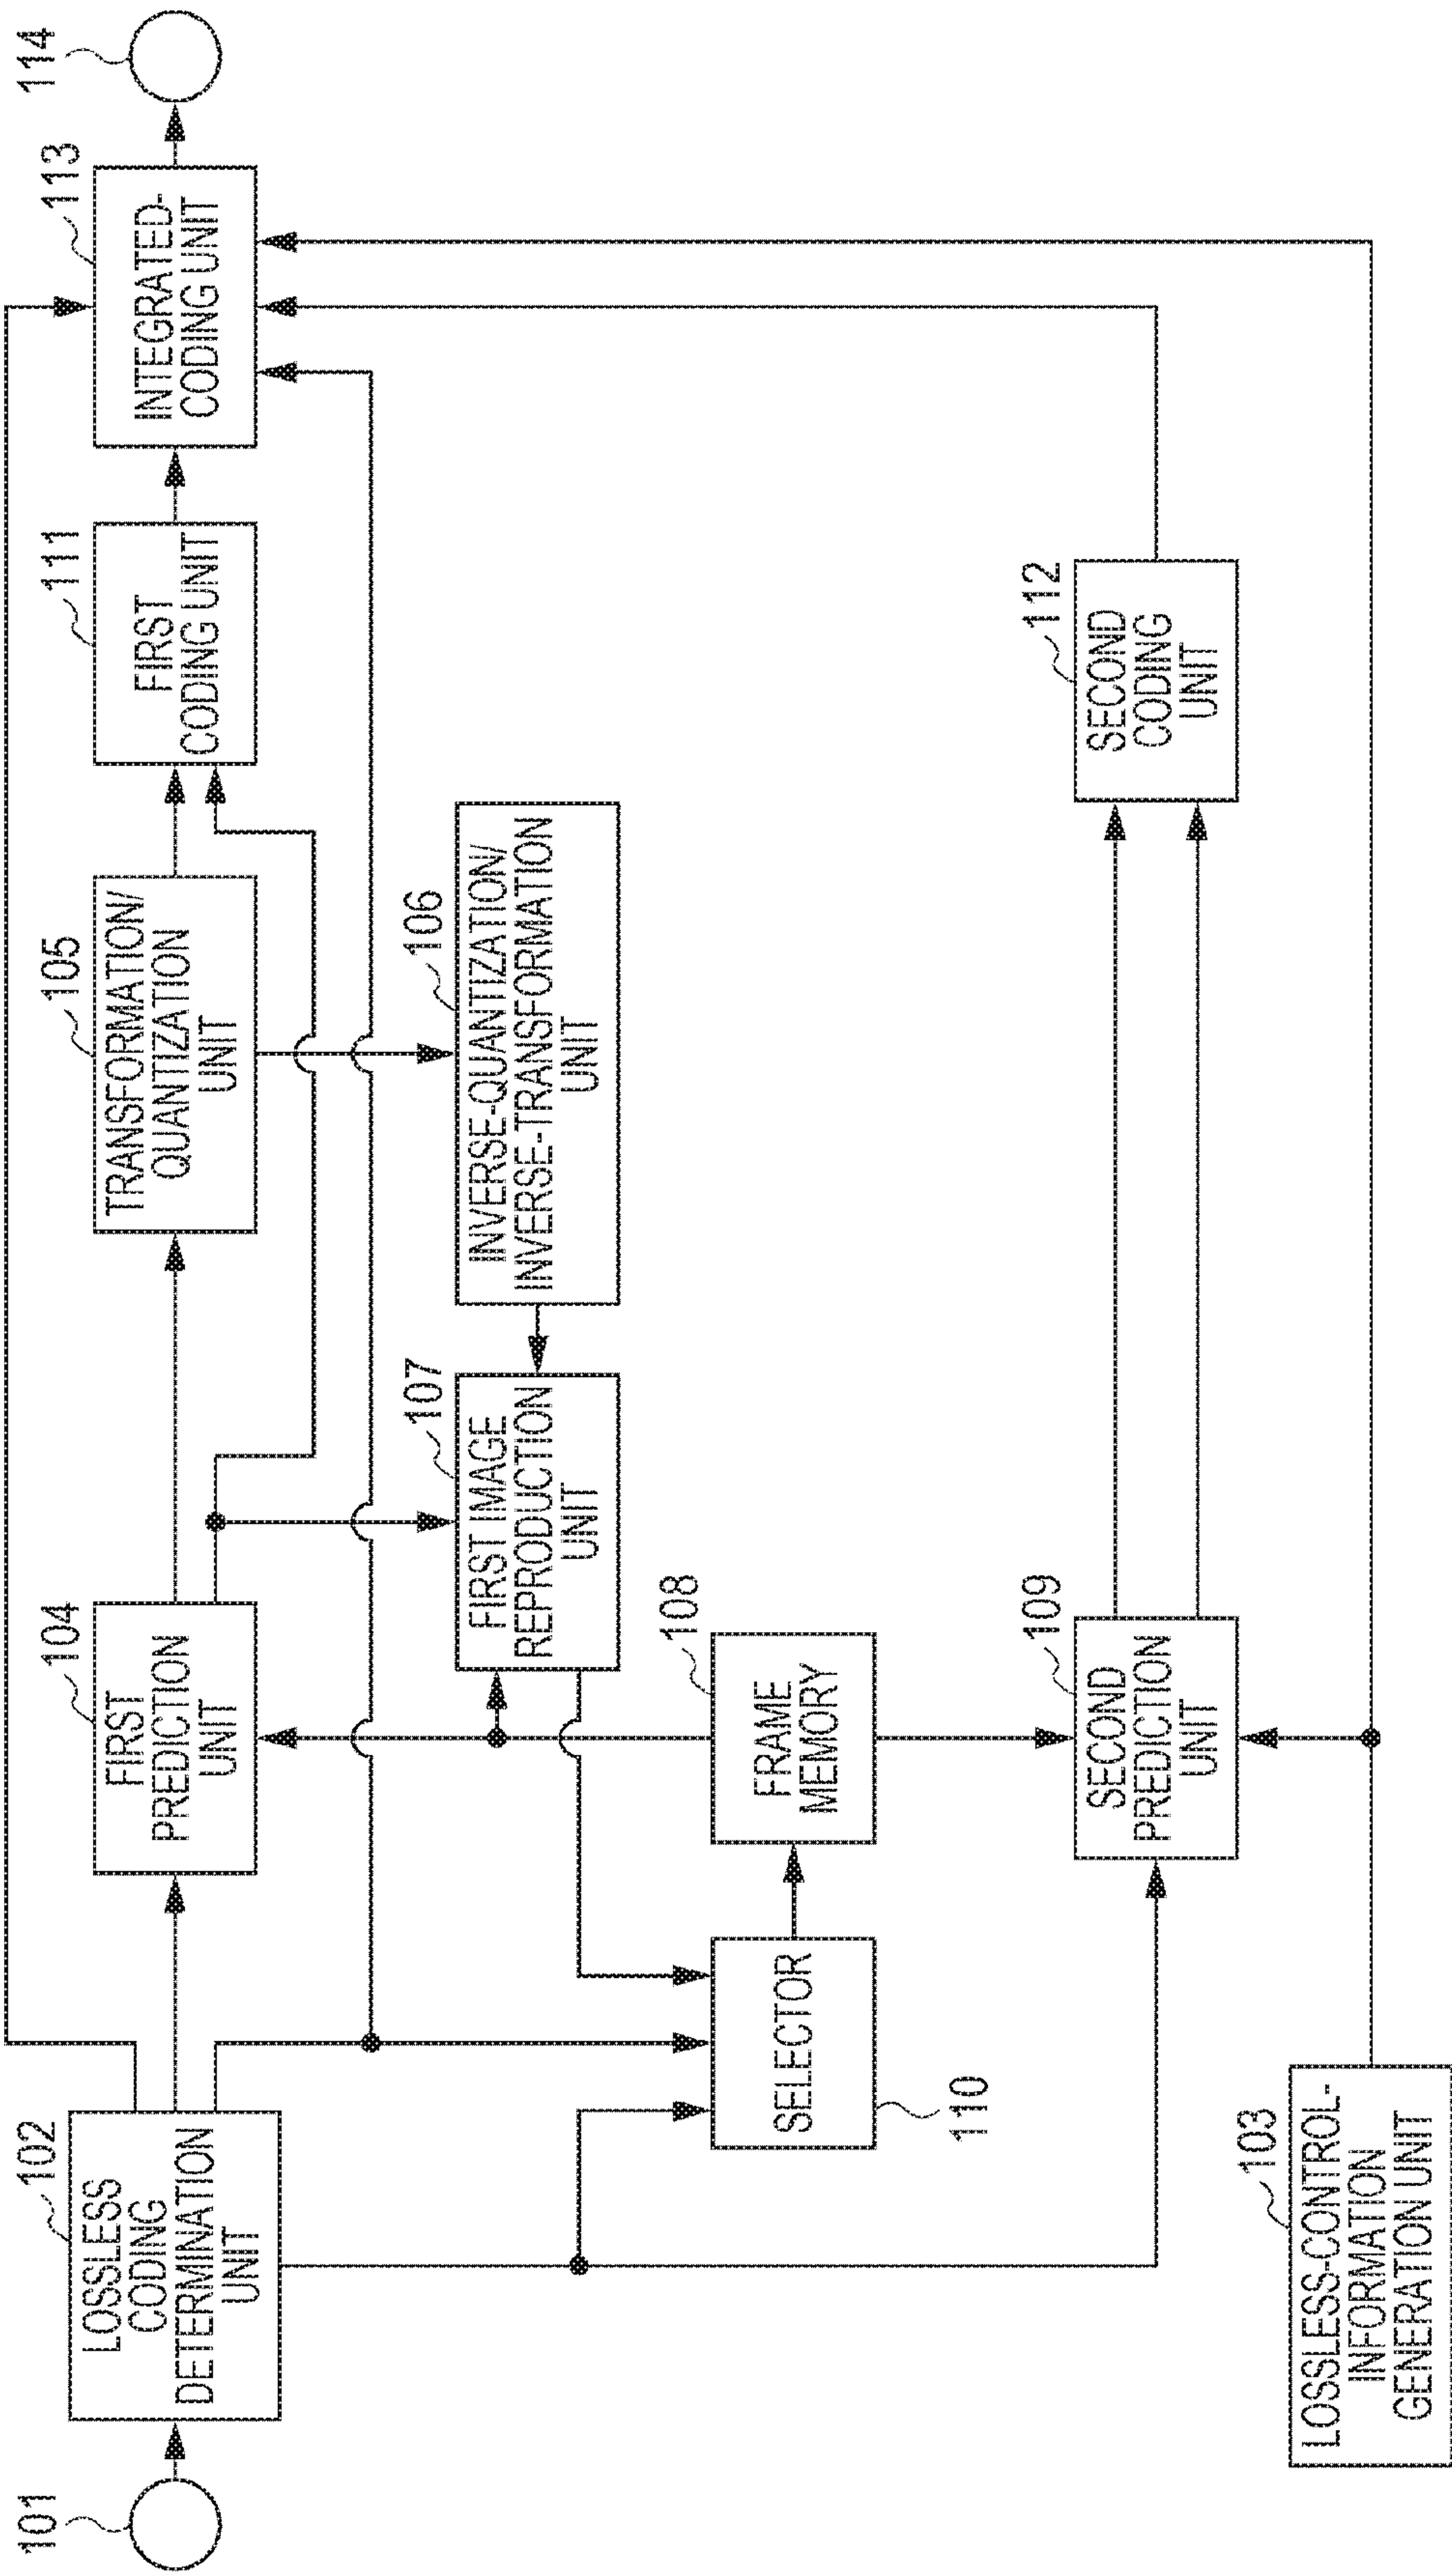 101
102
LOSSLESS
CODING
DETERMINATION
UNIT
104
FIRST
PREDICTION
UNIT
105
TRANSFORMATION/
QUANTIZATION
UNIT
111
FIRST
CODING UNIT
113
INTEGRATED-
CODING UNIT
114
107
FIRST IMAGE
REPRODUCTION
UNIT
106
INVERSE-QUANTIZATION/
INVERSE-TRANSFORMATION
UNIT
SELECTOR
110
108
FRAME
MEMORY
109
SECOND
PREDICTION
UNIT
112
SECOND
CODING
UNIT
103
LOSSLESS-CONTROL-
INFORMATION
GENERATION UNIT